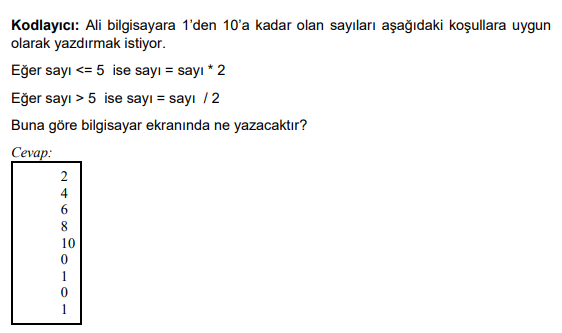 Kodlayıcı: Ali bilgisayara 1'den 10'a kadar olan sayıları aşağıdaki koşullara uygun
olarak yazdırmak istiyor.
Eğer sayı <= 5 ise sayı = sayı * 2
Eğer sayı > 5 ise sayı = sayı / 2
Buna göre bilgisayar ekranında ne yazacaktır?
Cevap:
2
4
6
8
10
0
1
0
1